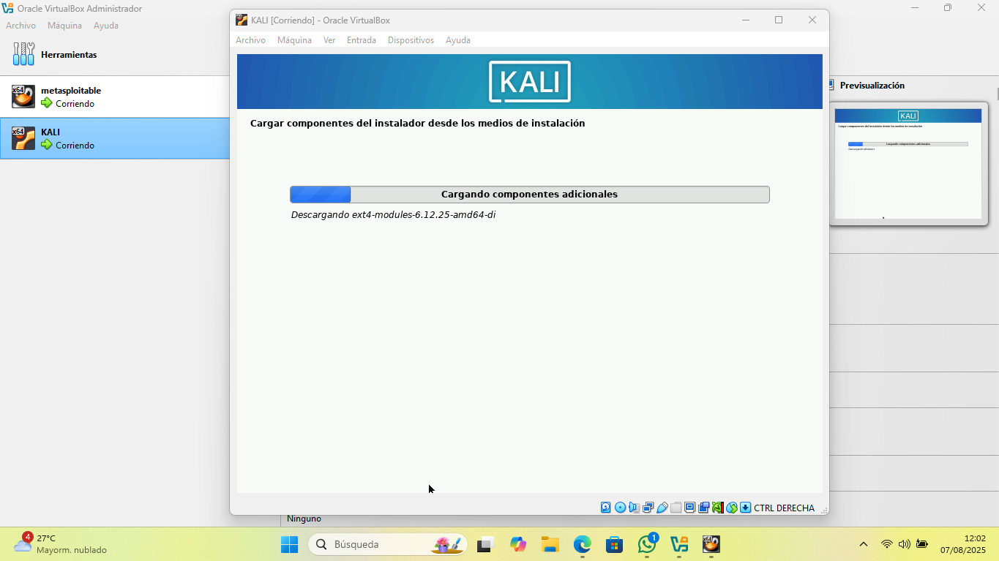 Oracle VirtualBox Administrador
Archivo Máquina Ayuda
Herramientas
x64
metasploitable
Corriendo
x64
KALI
Corriendo
KALI [Corriendo] - Oracle VirtualBox
Archivo Máquina Ver Entrada Dispositivos Ayuda
KALI
Cargar componentes del instalador desde los medios de instalación
Cargando componentes adicionales
Descargando ext4-modules-6.12.25-amd64-di
CTRL DERECHA
Previsualización
KALI
Cargar componentes del instalador desde los medios de instalación
Cargando componentes adicionales
Ninguno
4
27°C
Mayorm. nublado
Búsqueda
1
x64
12:02
07/08/2025